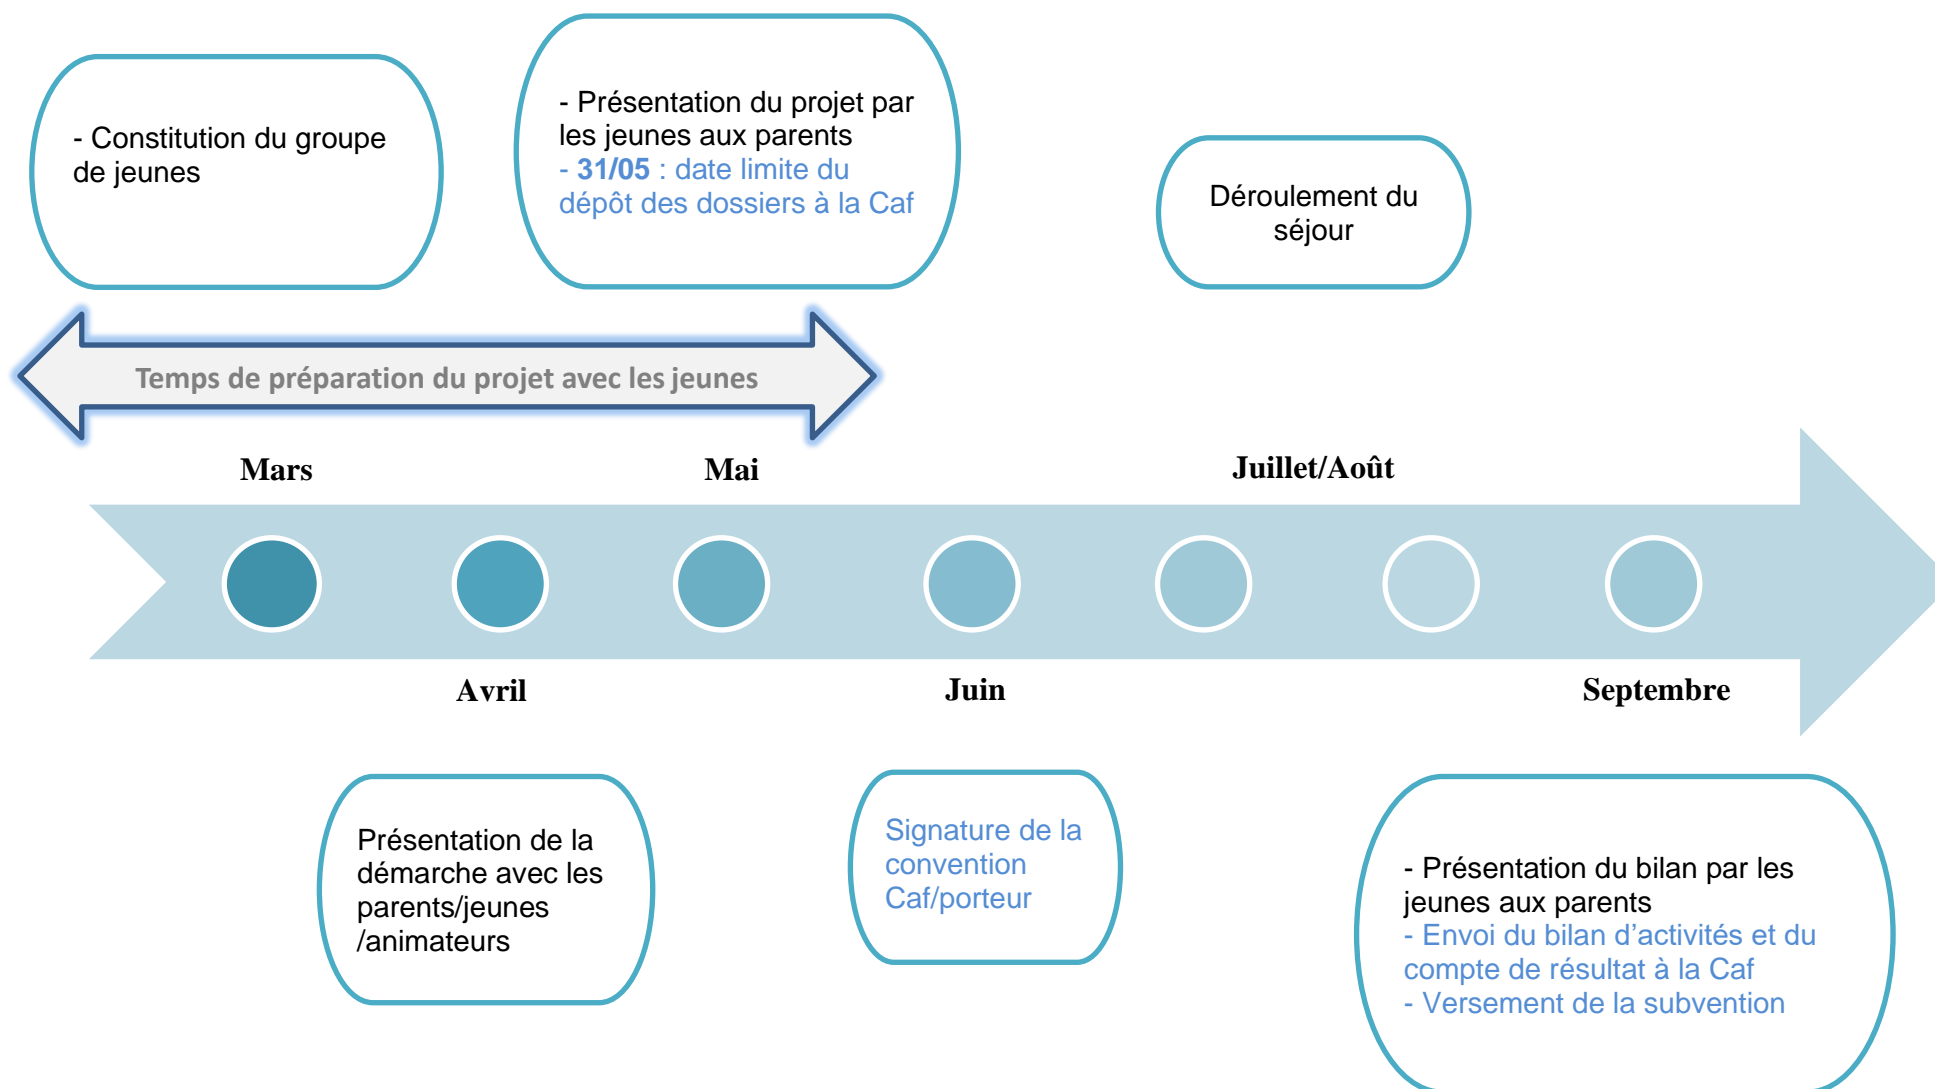 - Constitution du groupe
de jeunes
- Présentation du projet par
les jeunes aux parents
- 31/05 : date limite du
dépôt des dossiers à la Caf
Déroulement du
séjour
Temps de préparation du projet avec les jeunes
Mars
Mai
Juillet/Août
Avril
Juin
Septembre
Présentation de la
démarche avec les
parents/jeunes
/animateurs
Signature de la
convention
Caf/porteur
- Présentation du bilan par les
jeunes aux parents
- Envoi du bilan d’activités et du
compte de résultat à la Caf
- Versement de la subvention